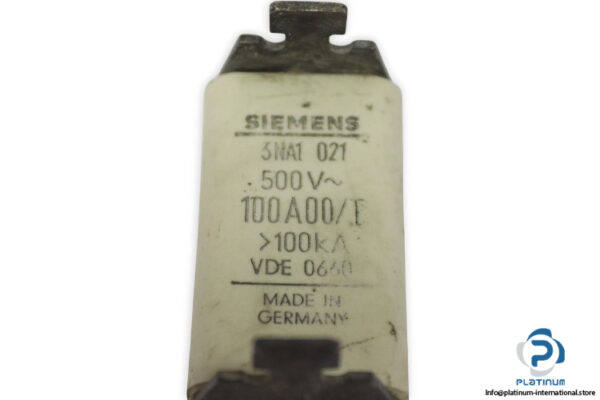 SIEMENS
3NA1 021
500V~
100A00/I
>100kA
VDE 0660
MADE IN
GERMANY
PLATINUM
Info@platinum-international.store